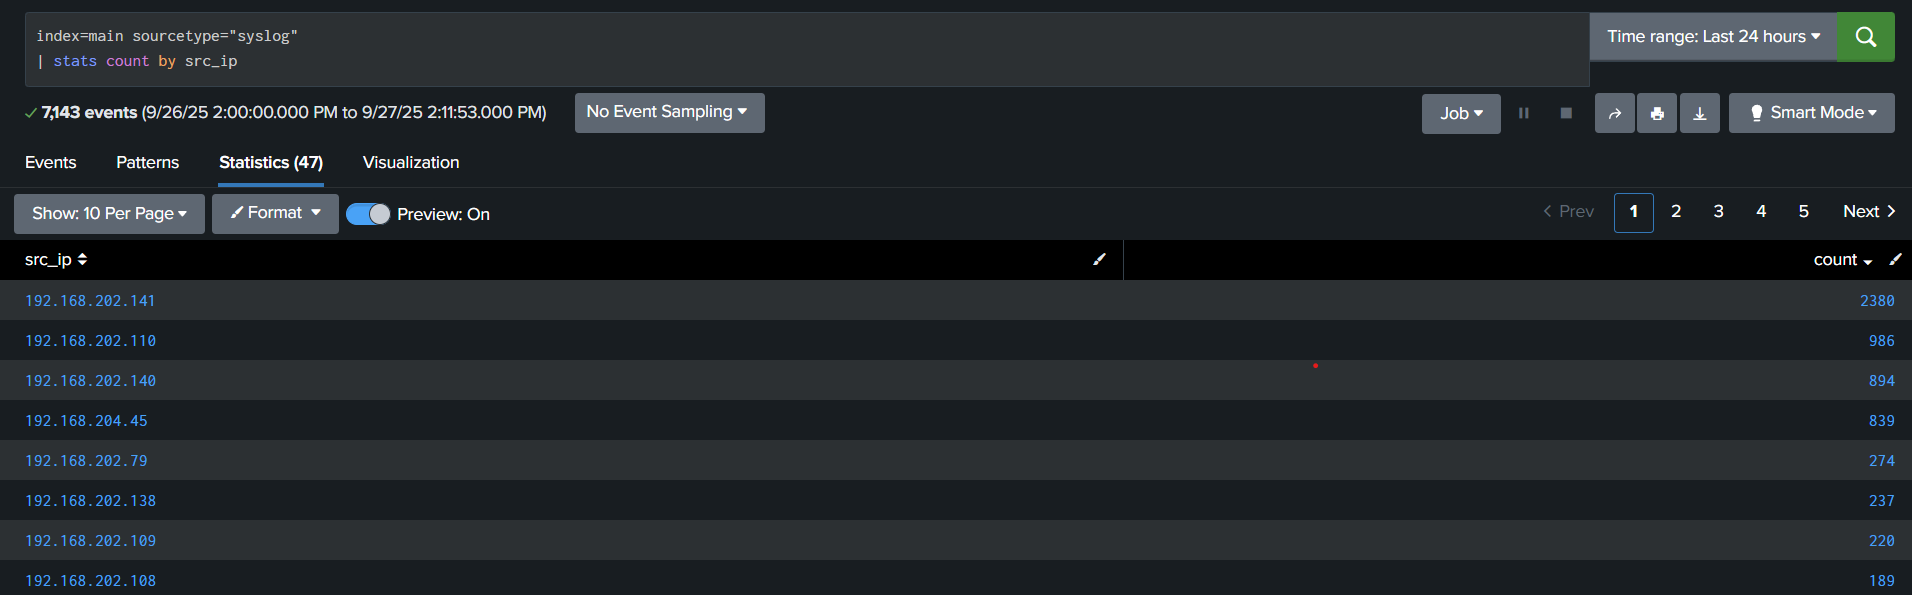 index=main sourcetype="syslog"
| stats count by src_ip
Time range: Last 24 hours
7,143 events (9/26/25 2:00:00.000 PM to 9/27/25 2:11:53.000 PM)
No Event Sampling
Job
Smart Mode
Events
Patterns
Statistics (47)
Visualization
Show: 10 Per Page
Format
Preview: On
Prev
1
2
3
4
5
Next
src_ip
count
192.168.202.141 2380
192.168.202.110 986
192.168.202.140 894
192.168.204.45 839
192.168.202.79 274
192.168.202.138 237
192.168.202.109 220
192.168.202.108 189